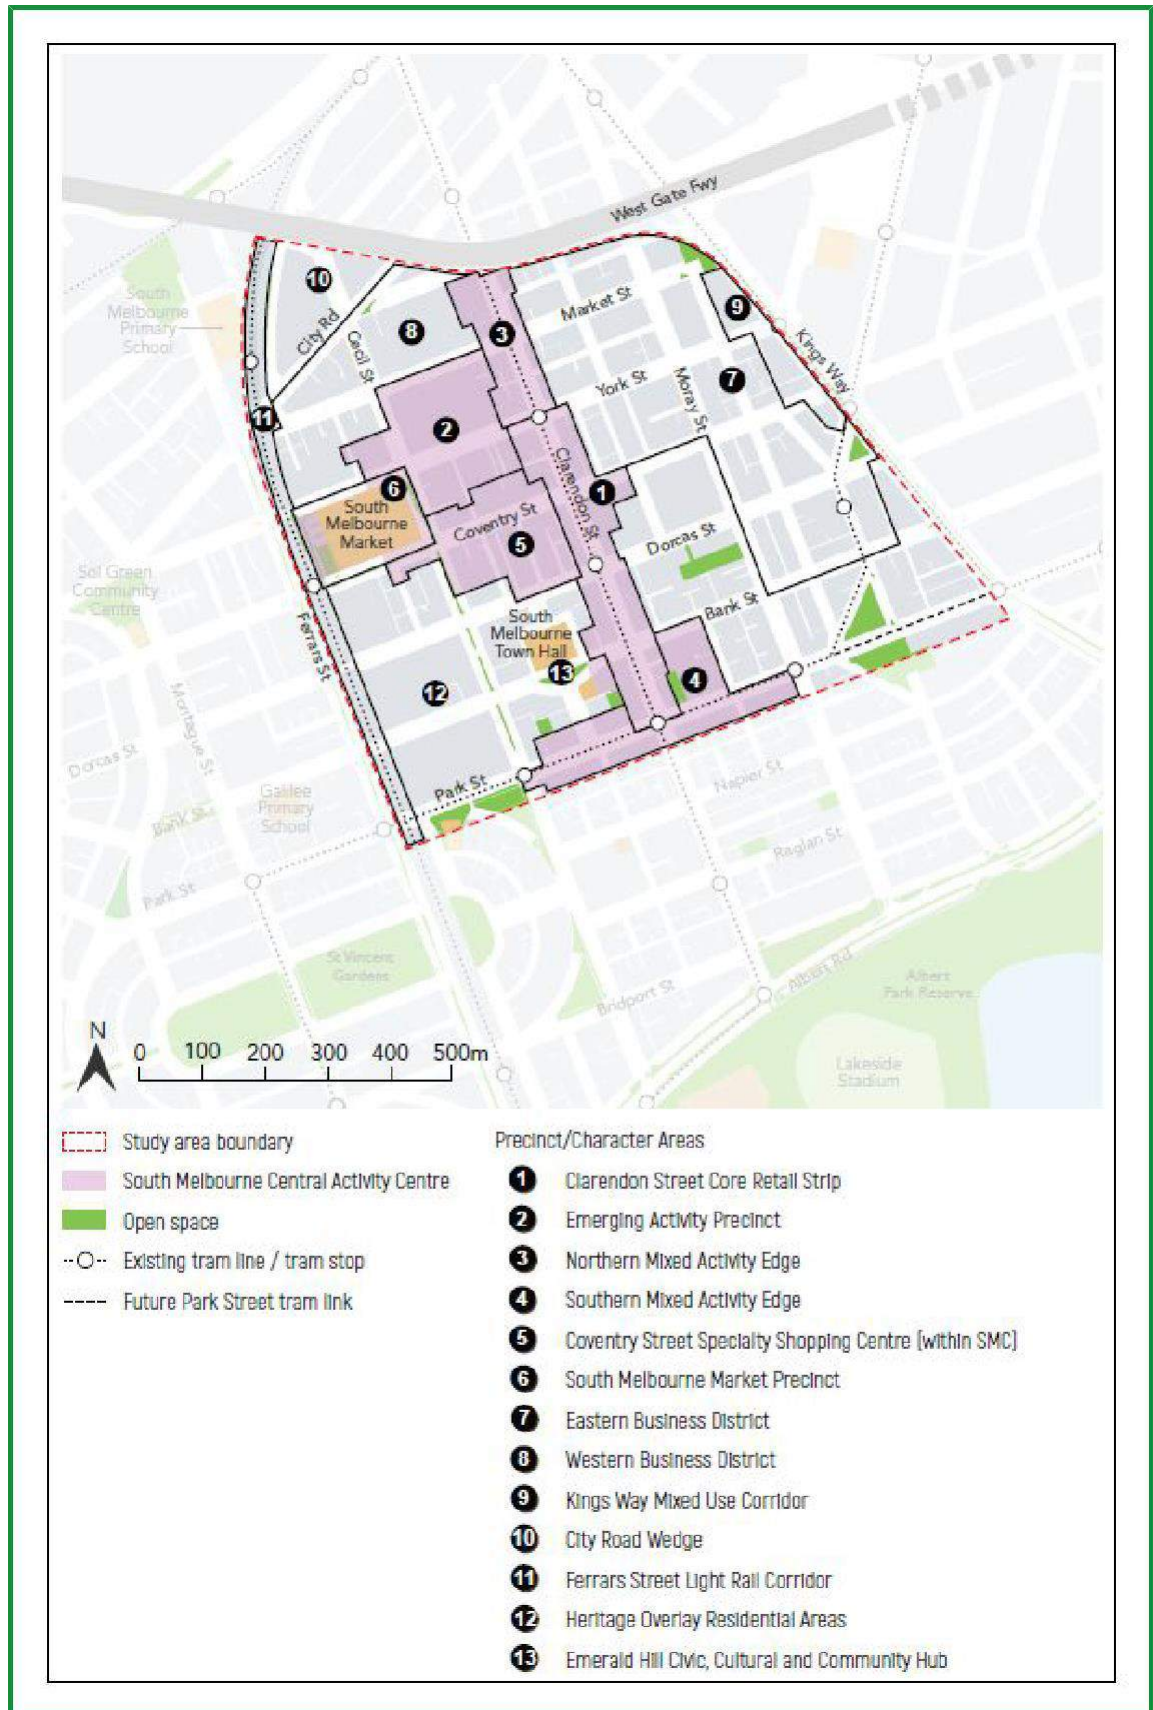 West Gate Fwy
10
Market St
9
City Rd
8
3
Kings Way
South
Melbourne
Primary
School
Cecil St
York St
Moray St
7
11
2
Clarendon St
6
1
South
Melbourne
Market
Coventry St
5
Dorcas St
Sol Green
Community
Centre
Bank St
South
Melbourne
Town Hall
Ferrars St
13
4
12
Montague St
Dorcas St
Park St
Napier St
Galilee
Primary
School
Bank St
Raglan St
Park St
St Vincent
Gardens
Albert Rd
Albert
Park Reserve
Bridport St
N
0 100 200 300 400 500m
Lakeside
Stadium
Study area boundary
South Melbourne Central Activity Centre
Open space
Existing tram line / tram stop
Future Park Street tram link
Precinct/Character Areas
1 Clarendon Street Core Retail Strip
2 Emerging Activity Precinct
3 Northern Mixed Activity Edge
4 Southern Mixed Activity Edge
5 Coventry Street Specialty Shopping Centre (within SMC)
6 South Melbourne Market Precinct
7 Eastern Business District
8 Western Business District
9 Kings Way Mixed Use Corridor
10 City Road Wedge
11 Ferrars Street Light Rail Corridor
12 Heritage Overlay Residential Areas
13 Emerald Hill Civic, Cultural and Community Hub